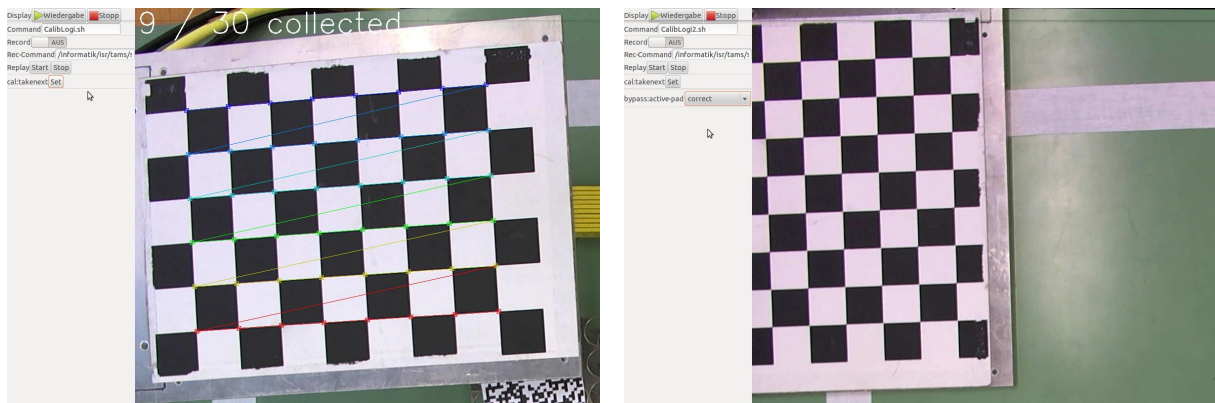 9 / 30 collected
Display Wiedergabe Stopp
Command CalibLogi.sh
Record AUS
Rec-Command /informatik/isr/tams/s
Replay Start Stop
cal:takenext Set
Display Wiedergabe Stopp
Command CalibLogi2.sh
Record AUS
Rec-Command /informatik/isr/tams/s
Replay Start Stop
cal:takenext Set
bypass:active-pad correct